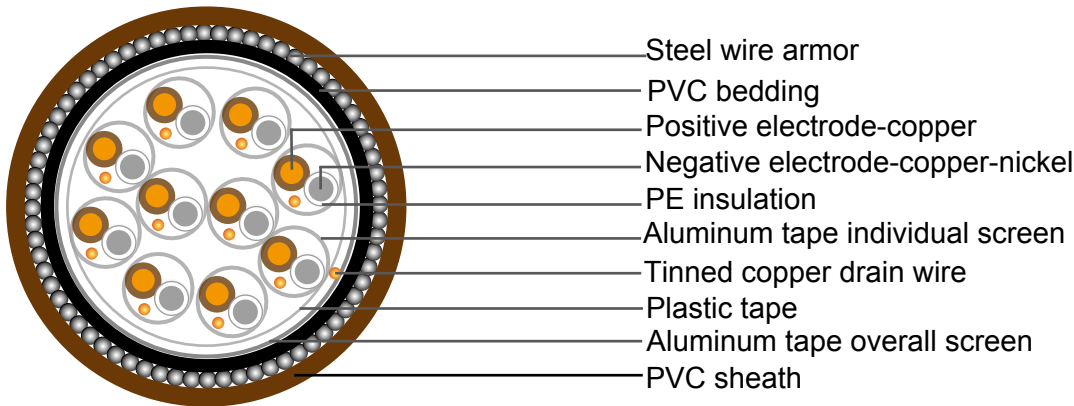 Steel wire armor
PVC bedding
Positive electrode-copper
Negative electrode-copper-nickel
PE insulation
Aluminum tape individual screen
Tinned copper drain wire
Plastic tape
Aluminum tape overall screen
PVC sheath